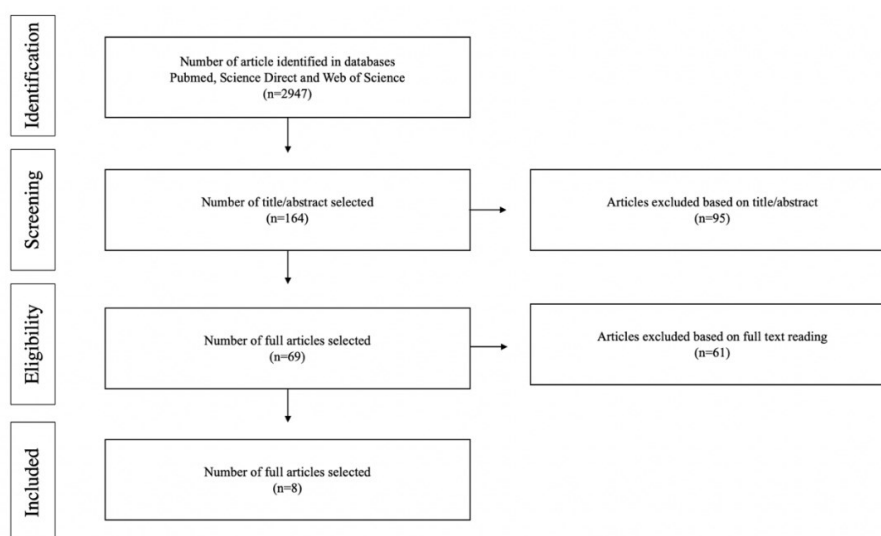 Identification
Number of article identified in databases
Pubmed, Science Direct and Web of Science
(n=2947)
Screening
Number of title/abstract selected
(n=164)
Articles excluded based on title/abstract
(n=95)
Eligibility
Number of full articles selected
(n=69)
Articles excluded based on full text reading
(n=61)
Included
Number of full articles selected
(n=8)